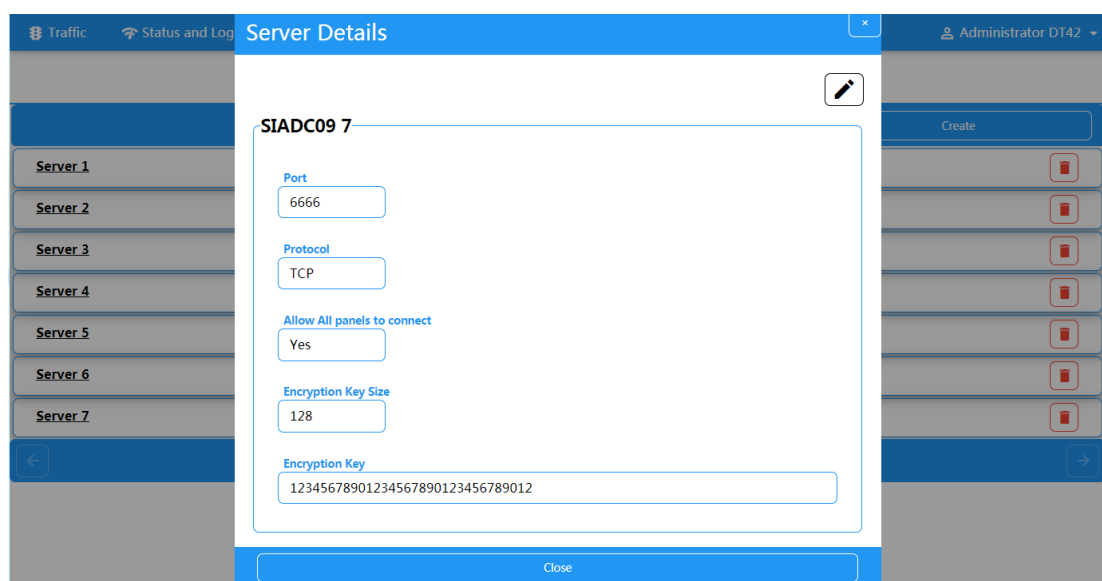 Traffic
Status and Log
Server Details
×
Administrator DT42
SIADC09 7
Create
Port
6666
Protocol
TCP
Allow All panels to connect
Yes
Encryption Key Size
128
Encryption Key
12345678901234567890123456789012
Server 1
Server 2
Server 3
Server 4
Server 5
Server 6
Server 7
Close